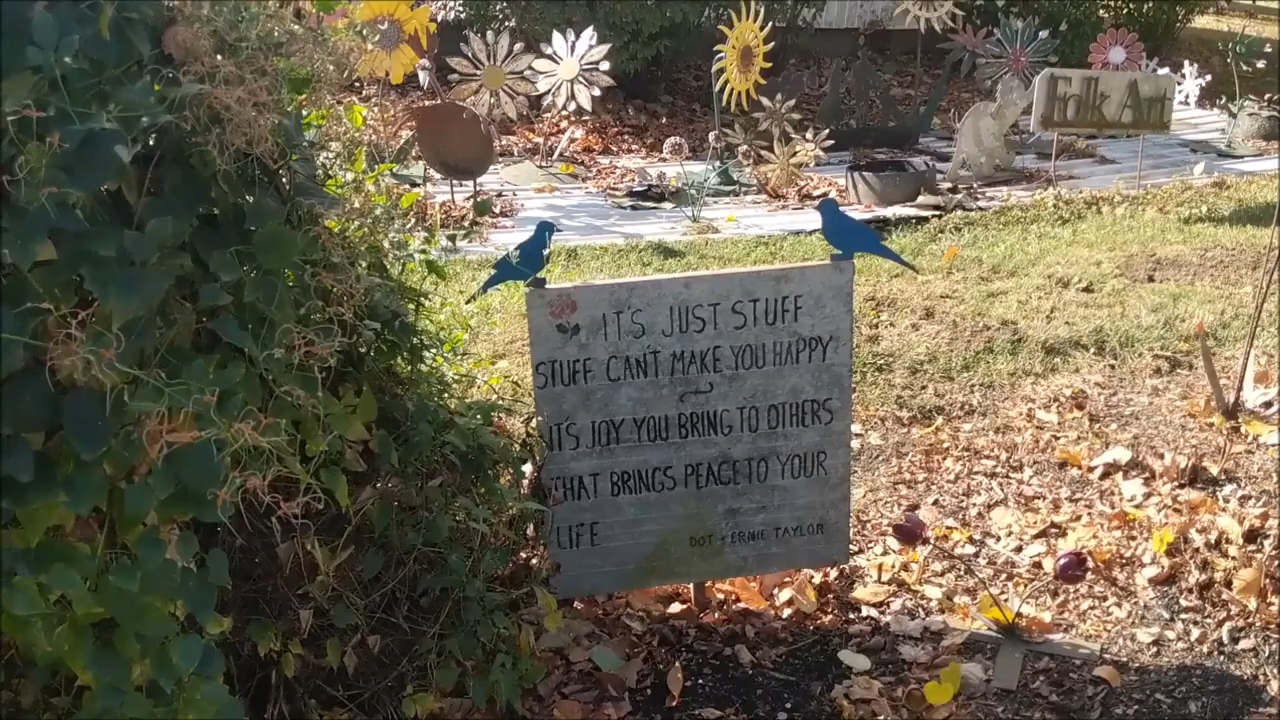 Folk Art
IT'S JUST STUFF
STUFF CAN'T MAKE YOU HAPPY
IT'S JOY YOU BRING TO OTHERS
THAT BRINGS PEACE TO YOUR
LIFE
DOT + ERNIE TAYLOR